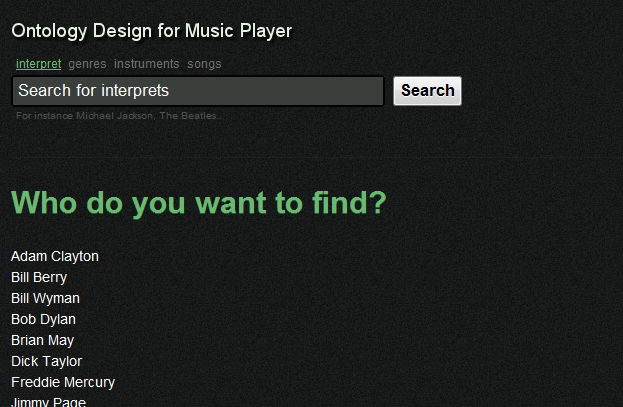 Ontology Design for Music Player
interpret genres instruments songs
Search for interprets Search
For instance Michael Jackson, The Beatles..
Who do you want to find?
Adam Clayton
Bill Berry
Bill Wyman
Bob Dylan
Brian May
Dick Taylor
Freddie Mercury
Jimmy Page